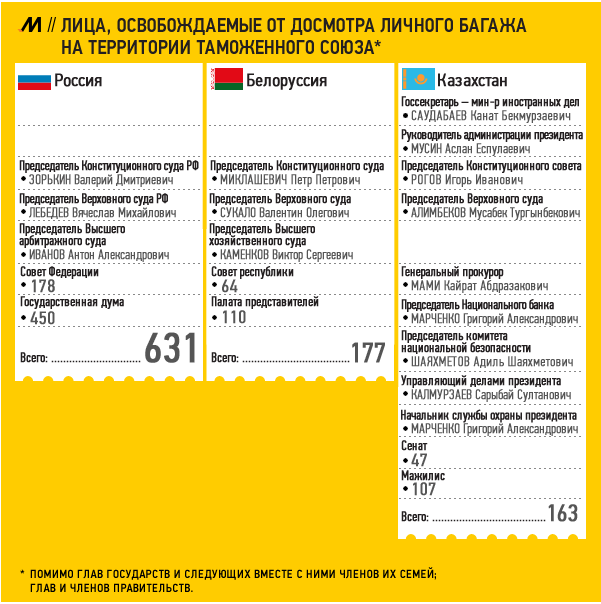 М // ЛИЦА, ОСВОБОЖДАЕМЫЕ ОТ ДОСМОТРА ЛИЧНОГО БАГАЖА
НА ТЕРРИТОРИИ ТАМОЖЕННОГО СОЮЗА*
Россия
Председатель Конституционного суда РФ
• ЗОРЬКИН Валерий Дмитриевич
Председатель Верховного суда РФ
• ЛЕБЕДЕВ Вячеслав Михайлович
Председатель Высшего
арбитражного суда
• ИВАНОВ Антон Александрович
Совет Федерации
• 178
Государственная дума
• 450
Всего: .............................. 631
Белоруссия
Председатель Конституционного суда
• МИКЛАШЕВИЧ Петр Петрович
Председатель Верховного суда
• СУКАЛО Валентин Олегович
Председатель Высшего
хозяйственного суда
• КАМЕНКОВ Виктор Сергеевич
Совет республики
• 64
Палата представителей
• 110
Всего: ..................................... 177
Казахстан
Госсекретарь – мин-р иностранных дел
• САУДАБАЕВ Канат Бекмурзаевич
Руководитель администрации президента
• МУСИН Аслан Еспулаевич
Председатель Конституционного совета
• РОГОВ Игорь Иванович
Председатель Верховного суда
• АЛИМБЕКОВ Мусабек Тургынбекович
Генеральный прокурор
• МАМИ Кайрат Абдразакович
Председатель Национального банка
• МАРЧЕНКО Григорий Александрович
Председатель комитета
национальной безопасности
• ШАЯХМЕТОВ Адиль Шаяхметович
Управляющий делами президента
• КАЛМУРЗАЕВ Сарыбай Султанович
Начальник службы охраны президента
• МАРЧЕНКО Григорий Александрович
Сенат
• 47
Мажилис
• 107
Всего: ...................................... 163
* ПОМИМО ГЛАВ ГОСУДАРСТВ И СЛЕДУЮЩИХ ВМЕСТЕ С НИМИ ЧЛЕНОВ ИХ СЕМЕЙ;
ГЛАВ И ЧЛЕНОВ ПРАВИТЕЛЬСТВ.